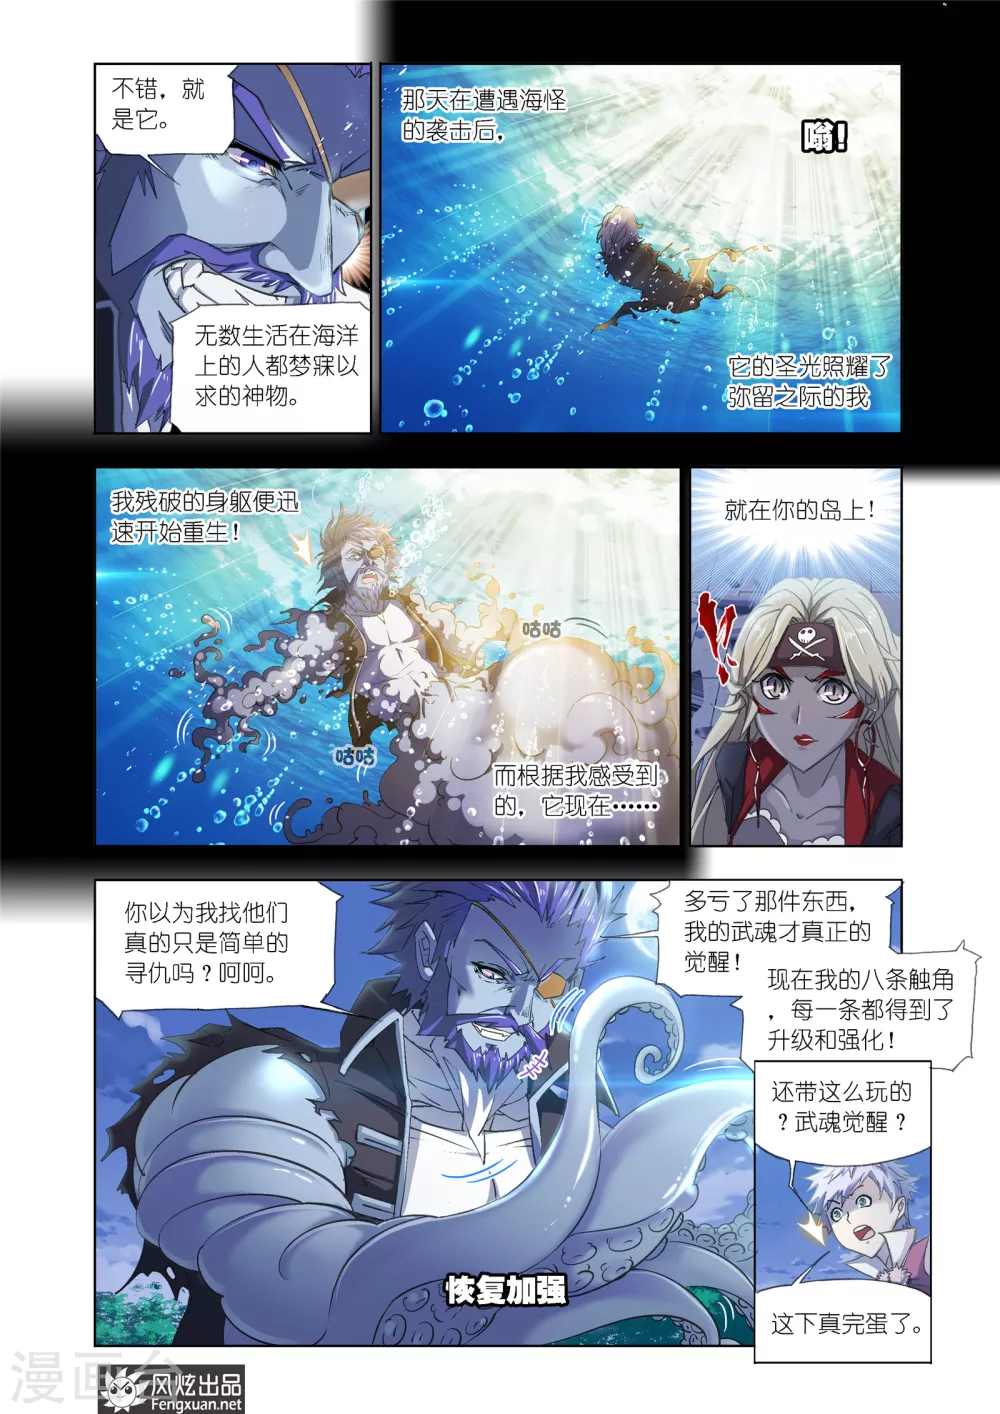 不错，就
是它。
无数生活在海洋
上的人都梦寐以
求的神物。
那天在遭遇海怪
的袭击后，
嗡！
它的圣光照耀了
弥留之际的我
我残破的身躯便迅
速开始重生！
咕咕
咕咕
而根据我感受到
的，它现在……
就在你的岛上！
你以为我找他们
真的只是简单的
寻仇吗？呵呵。
多亏了那件东西，
我的武魂才真正的
觉醒！
现在我的八条触角
，每一条都得到了
升级和强化！
恢复加强
还带这么玩的
？武魂觉醒？
这下真完蛋了。
漫画台
风炫出品
Fengxuan.net